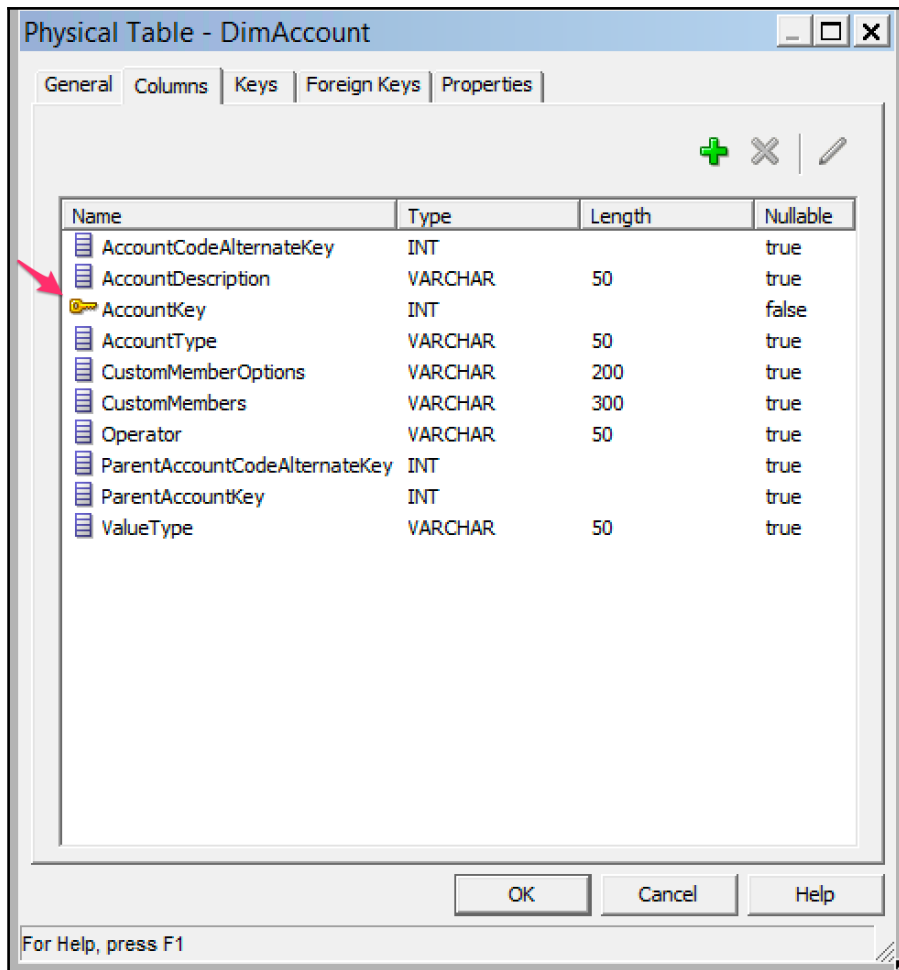 Physical Table - DimAccount
General Columns Keys Foreign Keys Properties
Name Type Length Nullable
AccountCodeAlternateKey INT true
AccountDescription VARCHAR 50 true
AccountKey INT false
AccountType VARCHAR 50 true
CustomMemberOptions VARCHAR 200 true
CustomMembers VARCHAR 300 true
Operator VARCHAR 50 true
ParentAccountCodeAlternateKey INT true
ParentAccountKey INT true
ValueType VARCHAR 50 true
OK Cancel Help
For Help, press F1